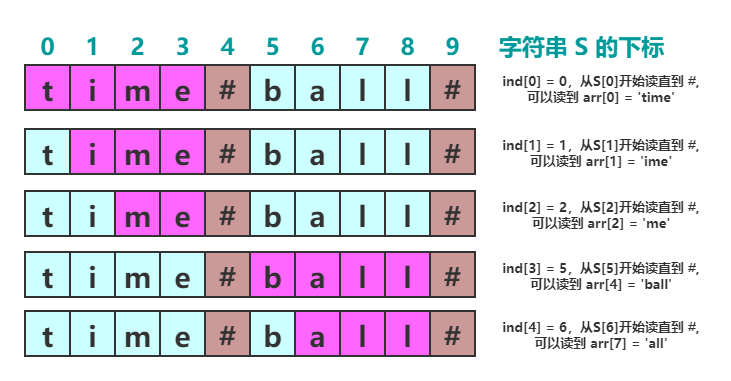 0 1 2 3 4 5 6 7 8 9 字符串 S 的下标
t i m e # b a l l #
ind[0] = 0，从S[0]开始读直到 #,
可以读到 arr[0] = 'time'
t i m e # b a l l #
ind[1] = 1，从S[1]开始读直到 #,
可以读到 arr[1] = 'ime'
t i m e # b a l l #
ind[2] = 2，从S[2]开始读直到 #,
可以读到 arr[2] = 'me'
t i m e # b a l l #
ind[3] = 5，从S[5]开始读直到 #,
可以读到 arr[4] = 'ball'
t i m e # b a l l #
ind[4] = 6，从S[6]开始读直到 #,
可以读到 arr[7] = 'all'